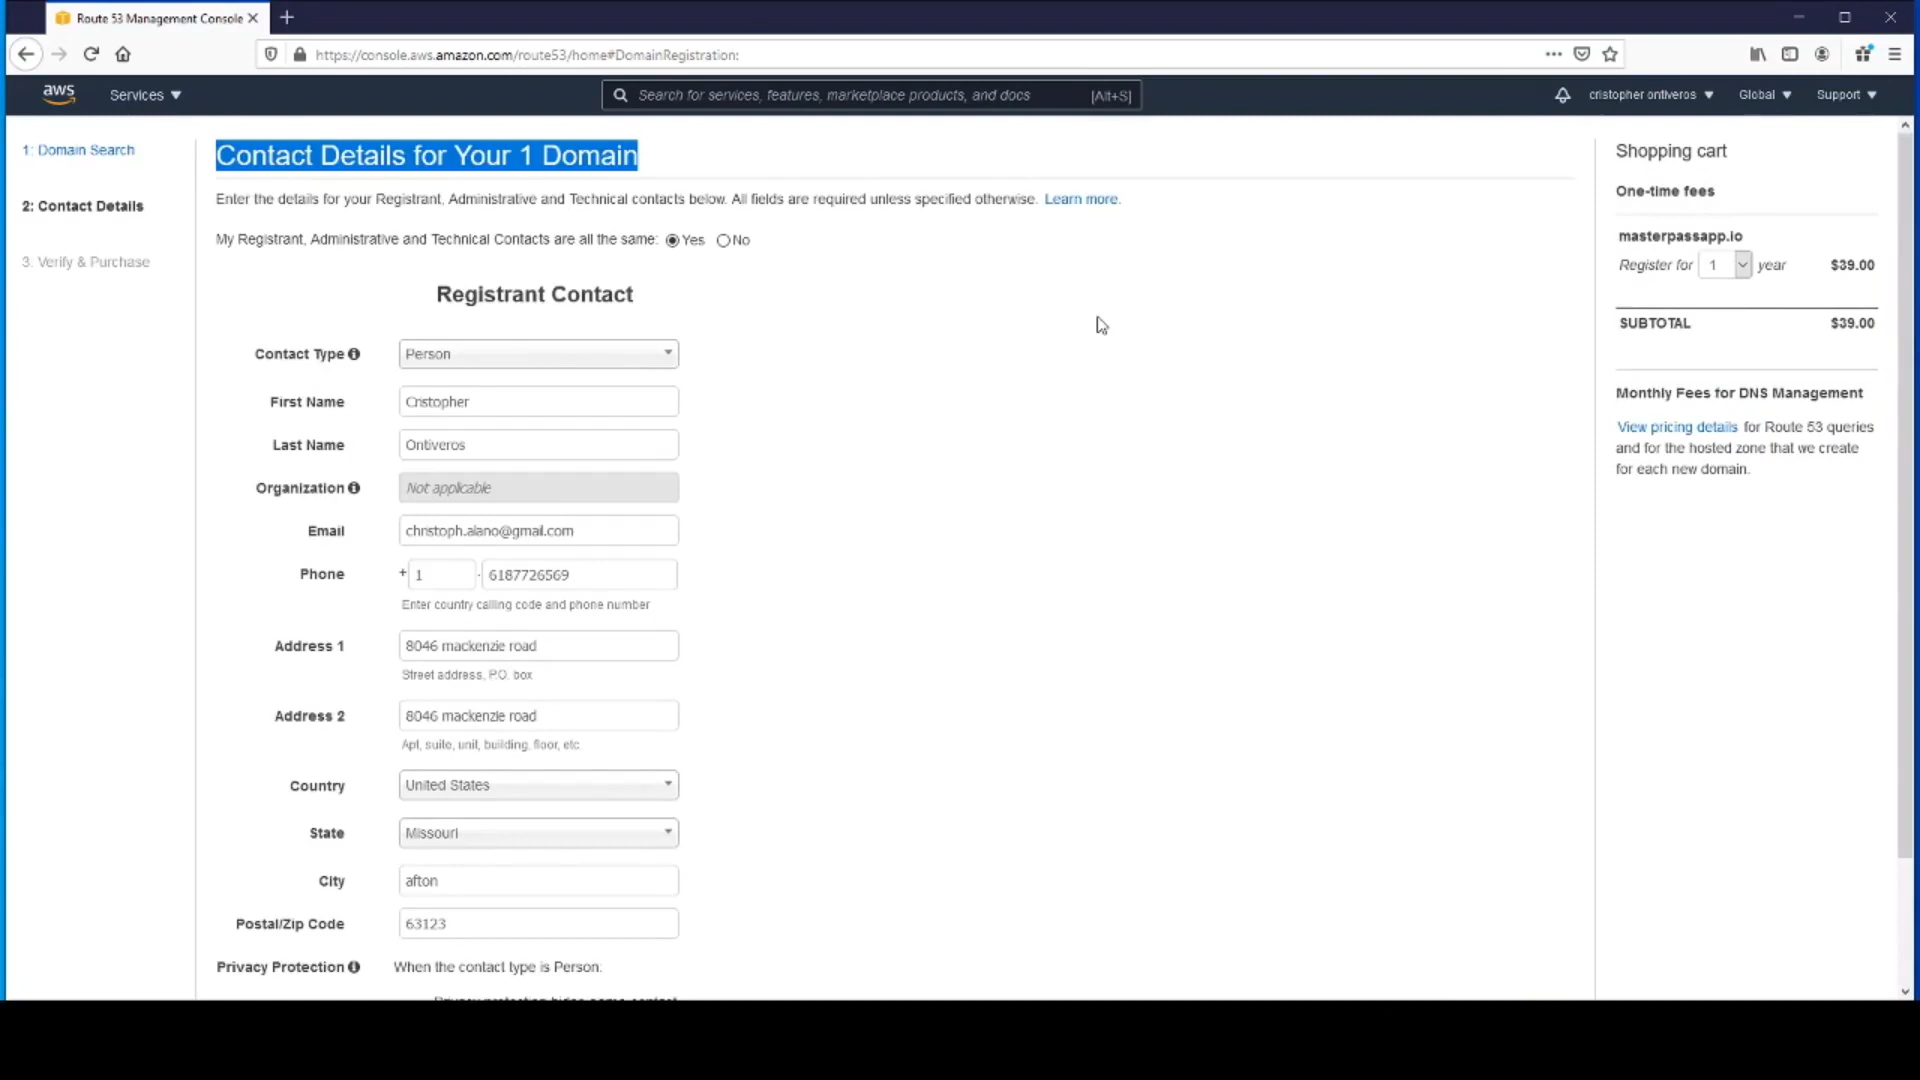 Route 53 Management Console
https://console.aws.amazon.com/route53/home#DomainRegistration:
aws
Services
Search for services, features, marketplace products, and docs [Alt+S]
cristopher ontiveros
Global
Support
1: Domain Search
2: Contact Details
3. Verify & Purchase
Contact Details for Your 1 Domain
Enter the details for your Registrant, Administrative and Technical contacts below. All fields are required unless specified otherwise. Learn more.
My Registrant, Administrative and Technical Contacts are all the same: Yes No
Registrant Contact
Contact Type Person
First Name Cristopher
Last Name Ontiveros
Organization Not applicable
Email christoph.alano@gmail.com
Phone + 1 . 6187726569
Enter country calling code and phone number
Address 1 8046 mackenzie road
Street address, P.O. box
Address 2 8046 mackenzie road
Apt, suite, unit, building, floor, etc
Country United States
State Missouri
City afton
Postal/Zip Code 63123
Privacy Protection When the contact type is Person:
Shopping cart
One-time fees
masterpassapp.io
Register for 1 year $39.00
SUBTOTAL $39.00
Monthly Fees for DNS Management
View pricing details for Route 53 queries
and for the hosted zone that we create
for each new domain.